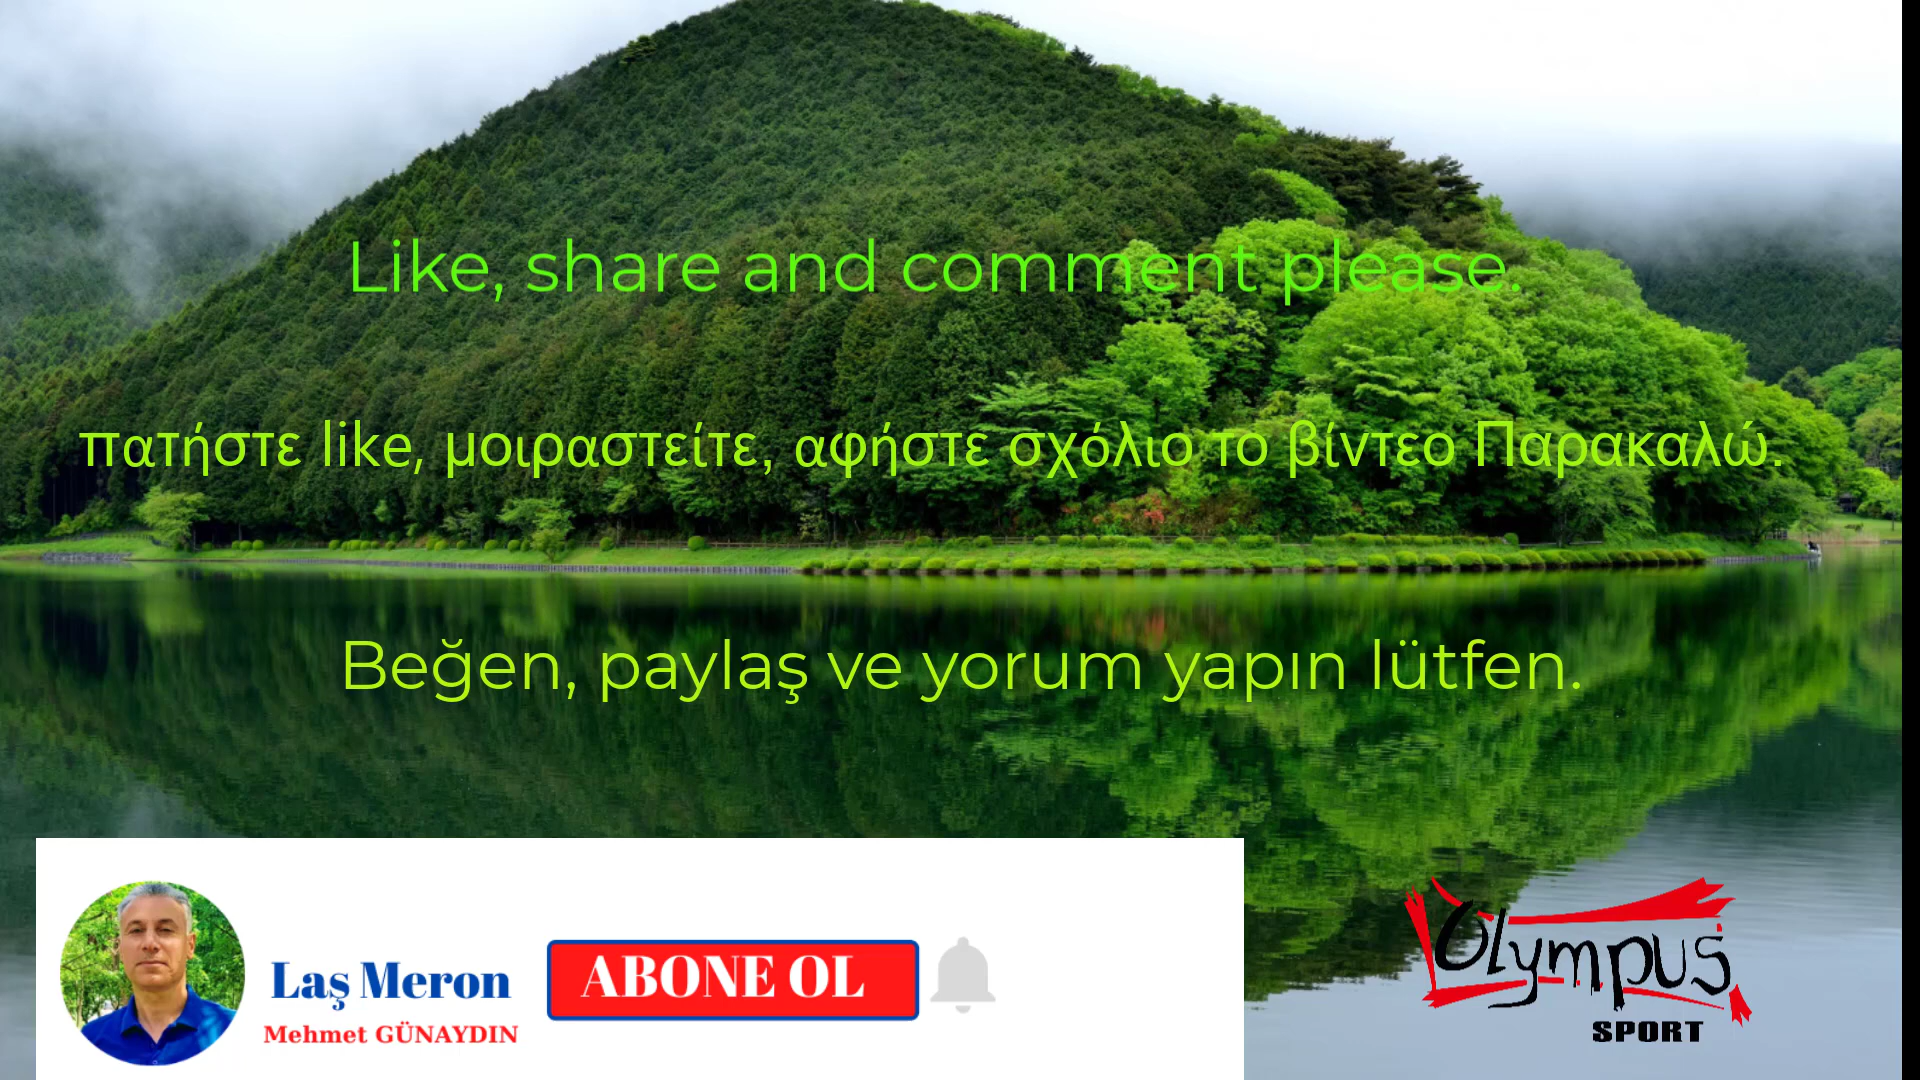 Like, share and comment please.
πατήστε like, μοιραστείτε, αφήστε σχόλιο το βίντεο Παρακαλώ.
Beğen, paylaş ve yorum yapın lütfen.
Laş Meron
Mehmet GÜNAYDIN
ABONE OL
Olympus
SPORT